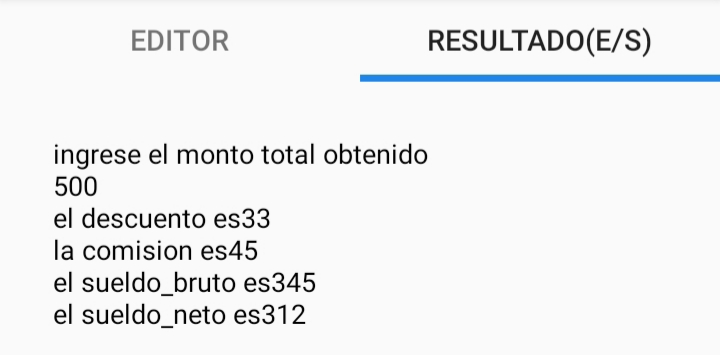 EDITOR RESULTADO(E/S)
ingrese el monto total obtenido
500
el descuento es33
la comision es45
el sueldo_bruto es345
el sueldo_neto es312